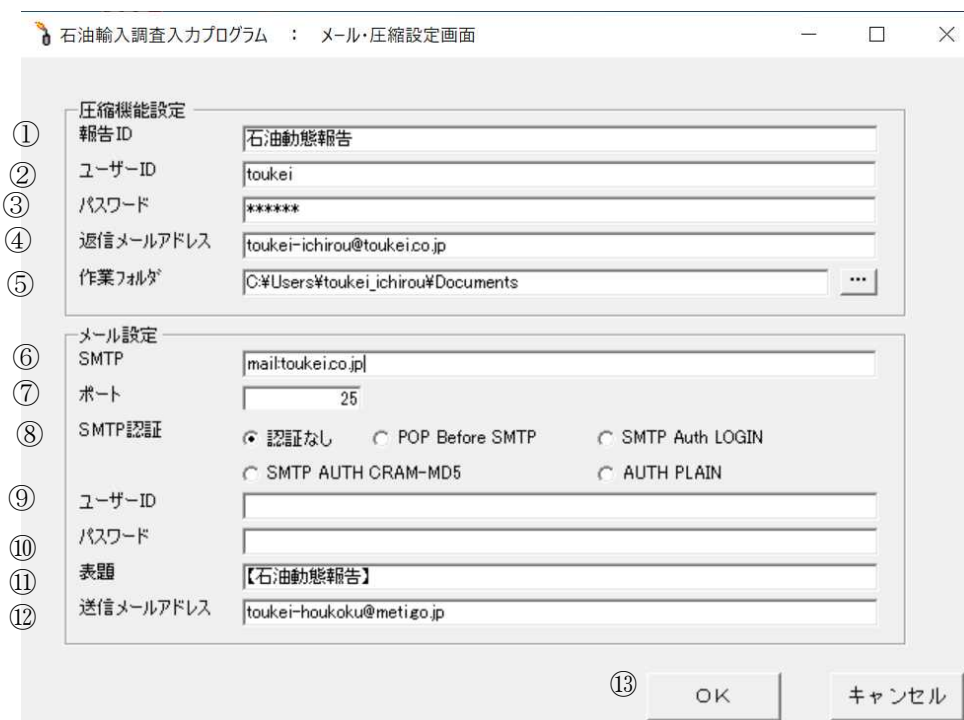 石油輸入調査入力プログラム : メール・圧縮設定画面
圧縮機能設定
① 報告ID 石油動態報告
② ユーザーID toukei
③ パスワード ******
④ 返信メールアドレス toukei-ichirou@toukei.co.jp
⑤ 作業フォルダ C:¥Users¥toukei_ichirou¥Documents ...
メール設定
⑥ SMTP mail:toukei.co.jp
⑦ ポート 25
⑧ SMTP認証 認証なし POP Before SMTP SMTP Auth LOGIN
SMTP AUTH CRAM-MD5 AUTH PLAIN
⑨ ユーザーID
⑩ パスワード
⑪ 表題 【石油動態報告】
⑫ 送信メールアドレス toukei-houkoku@metigo.jp
⑬ OK キャンセル